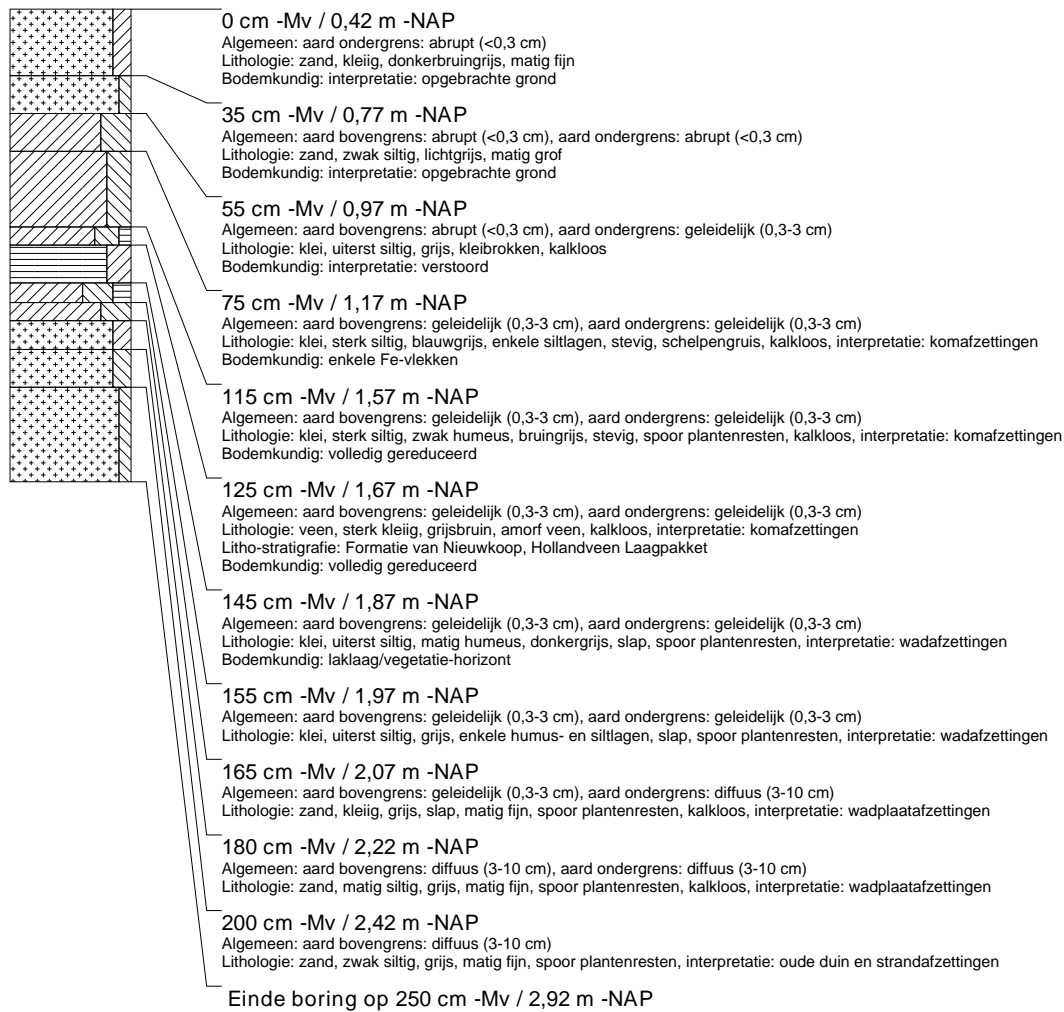 0 cm -Mv / 0,42 m -NAP
Algemeen: aard ondergrens: abrupt (<0,3 cm)
Lithologie: zand, kleiig, donkerbruingrijs, matig fijn
Bodemkundig: interpretatie: opgebrachte grond
35 cm -Mv / 0,77 m -NAP
Algemeen: aard bovengrens: abrupt (<0,3 cm), aard ondergrens: abrupt (<0,3 cm)
Lithologie: zand, zwak siltig, lichtgrijs, matig grof
Bodemkundig: interpretatie: opgebrachte grond
55 cm -Mv / 0,97 m -NAP
Algemeen: aard bovengrens: abrupt (<0,3 cm), aard ondergrens: geleidelijk (0,3-3 cm)
Lithologie: klei, uiterst siltig, grijs, kleibrokken, kalkloos
Bodemkundig: interpretatie: verstoord
75 cm -Mv / 1,17 m -NAP
Algemeen: aard bovengrens: geleidelijk (0,3-3 cm), aard ondergrens: geleidelijk (0,3-3 cm)
Lithologie: klei, sterk siltig, blauwgrijs, enkele siltlagen, stevig, schelpengruis, kalkloos, interpretatie: komafzettingen
Bodemkundig: enkele Fe-vlekken
115 cm -Mv / 1,57 m -NAP
Algemeen: aard bovengrens: geleidelijk (0,3-3 cm), aard ondergrens: geleidelijk (0,3-3 cm)
Lithologie: klei, sterk siltig, zwak humeus, bruingrijs, stevig, spoor plantenresten, kalkloos, interpretatie: komafzettingen
Bodemkundig: volledig gereduceerd
125 cm -Mv / 1,67 m -NAP
Algemeen: aard bovengrens: geleidelijk (0,3-3 cm), aard ondergrens: geleidelijk (0,3-3 cm)
Lithologie: veen, sterk kleiig, grijsbruin, amorf veen, kalkloos, interpretatie: komafzettingen
Litho-stratigrafie: Formatie van Nieuwkoop, Hollandveen Laagpakket
Bodemkundig: volledig gereduceerd
145 cm -Mv / 1,87 m -NAP
Algemeen: aard bovengrens: geleidelijk (0,3-3 cm), aard ondergrens: geleidelijk (0,3-3 cm)
Lithologie: klei, uiterst siltig, matig humeus, donkergrijs, slap, spoor plantenresten, interpretatie: wadafzettingen
Bodemkundig: laklaag/vegetatie-horizont
155 cm -Mv / 1,97 m -NAP
Algemeen: aard bovengrens: geleidelijk (0,3-3 cm), aard ondergrens: geleidelijk (0,3-3 cm)
Lithologie: klei, uiterst siltig, grijs, enkele humus- en siltlagen, slap, spoor plantenresten, interpretatie: wadafzettingen
165 cm -Mv / 2,07 m -NAP
Algemeen: aard bovengrens: geleidelijk (0,3-3 cm), aard ondergrens: diffuus (3-10 cm)
Lithologie: zand, kleiig, grijs, slap, matig fijn, spoor plantenresten, kalkloos, interpretatie: wadplaatafzettingen
180 cm -Mv / 2,22 m -NAP
Algemeen: aard bovengrens: diffuus (3-10 cm), aard ondergrens: diffuus (3-10 cm)
Lithologie: zand, matig siltig, grijs, matig fijn, spoor plantenresten, kalkloos, interpretatie: wadplaatafzettingen
200 cm -Mv / 2,42 m -NAP
Algemeen: aard bovengrens: diffuus (3-10 cm)
Lithologie: zand, zwak siltig, grijs, matig fijn, spoor plantenresten, interpretatie: oude duin en strandafzettingen
Einde boring op 250 cm -Mv / 2,92 m -NAP